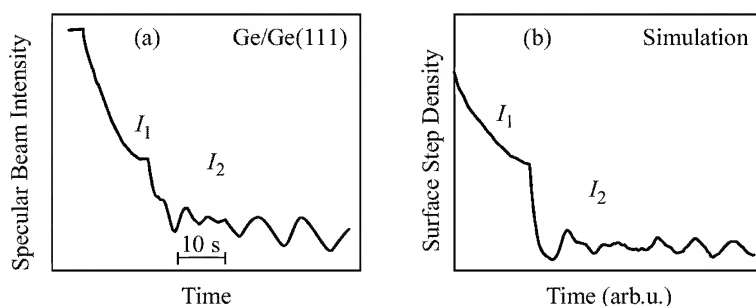 (a)
Ge/Ge(111)
Specular Beam Intensity
I1
I2
10 s
Time
(b)
Simulation
Surface Step Density
I1
I2
Time (arb.u.)